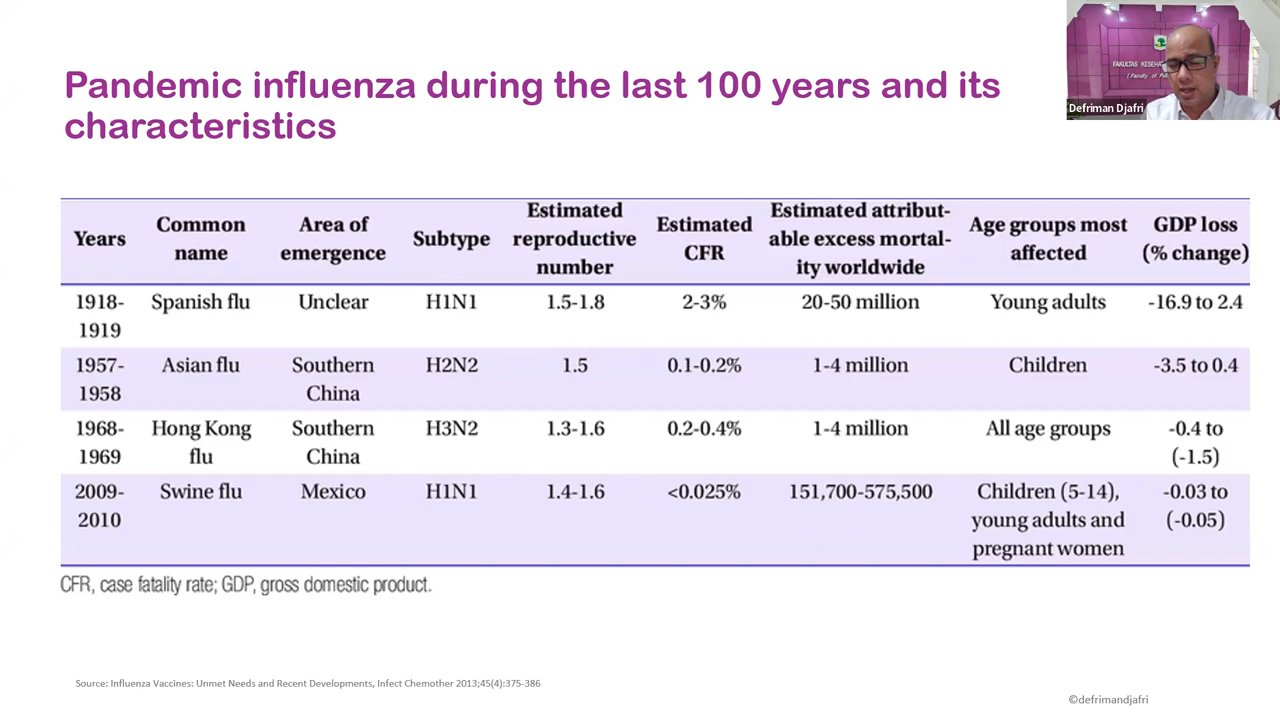 Pandemic influenza during the last 100 years and its
characteristics
FAKULTAS KESEHA
( Faculty of Pub
Defriman Djafri
Years
Common
name
Area of
emergence
Subtype
Estimated
reproductive
number
Estimated
CFR
Estimated attribut-
able excess mortal-
ity worldwide
Age groups most
affected
GDP loss
(% change)
1918-
1919
Spanish flu
Unclear
H1N1
1.5-1.8
2-3%
20-50 million
Young adults
-16.9 to 2.4
1957-
1958
Asian flu
Southern
China
H2N2
1.5
0.1-0.2%
1-4 million
Children
-3.5 to 0.4
1968-
1969
Hong Kong
flu
Southern
China
H3N2
1.3-1.6
0.2-0.4%
1-4 million
All age groups
-0.4 to
(-1.5)
2009-
2010
Swine flu
Mexico
H1N1
1.4-1.6
<0.025%
151,700-575,500
Children (5-14),
young adults and
pregnant women
-0.03 to
(-0.05)
CFR, case fatality rate; GDP, gross domestic product.
Source: Influenza Vaccines: Unmet Needs and Recent Developments, Infect Chemother 2013;45(4):375-386
©defrimandjafri